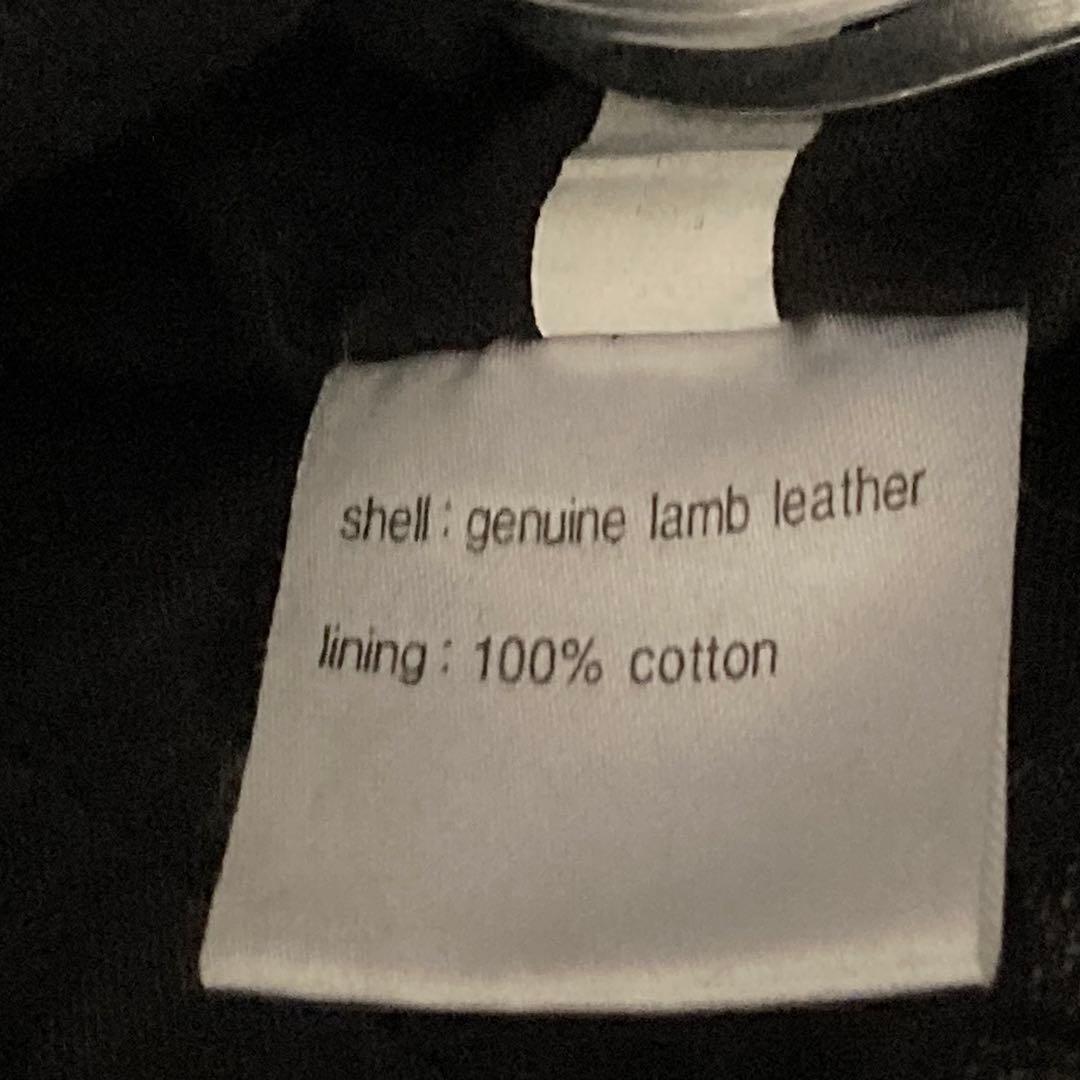 shell : genuine lamb leather
lining : 100% cotton